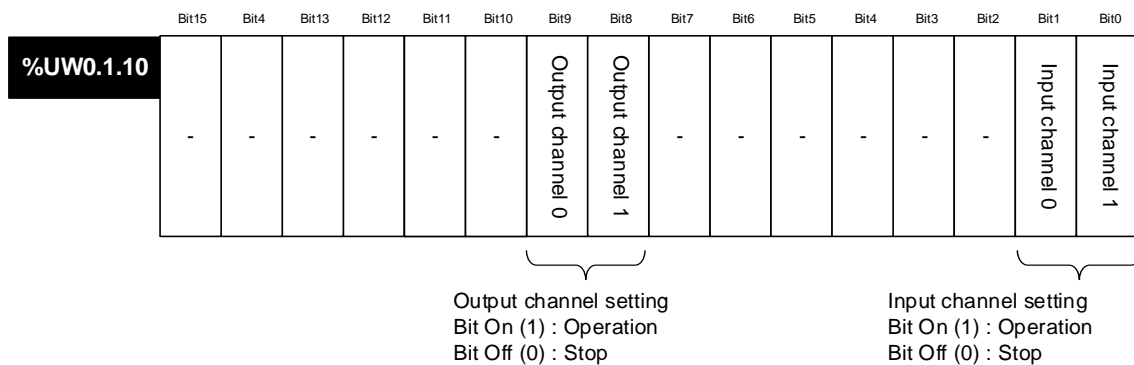 Bit15 Bit4 Bit13 Bit12 Bit11 Bit10 Bit9 Bit8 Bit7 Bit6 Bit5 Bit4 Bit3 Bit2 Bit1 Bit0
%UW0.1.10
- - - - - - Output channel 0 Output channel 1 - - - - - - Input channel 0 Input channel 1
Output channel setting
Bit On (1) : Operation
Bit Off (0) : Stop
Input channel setting
Bit On (1) : Operation
Bit Off (0) : Stop